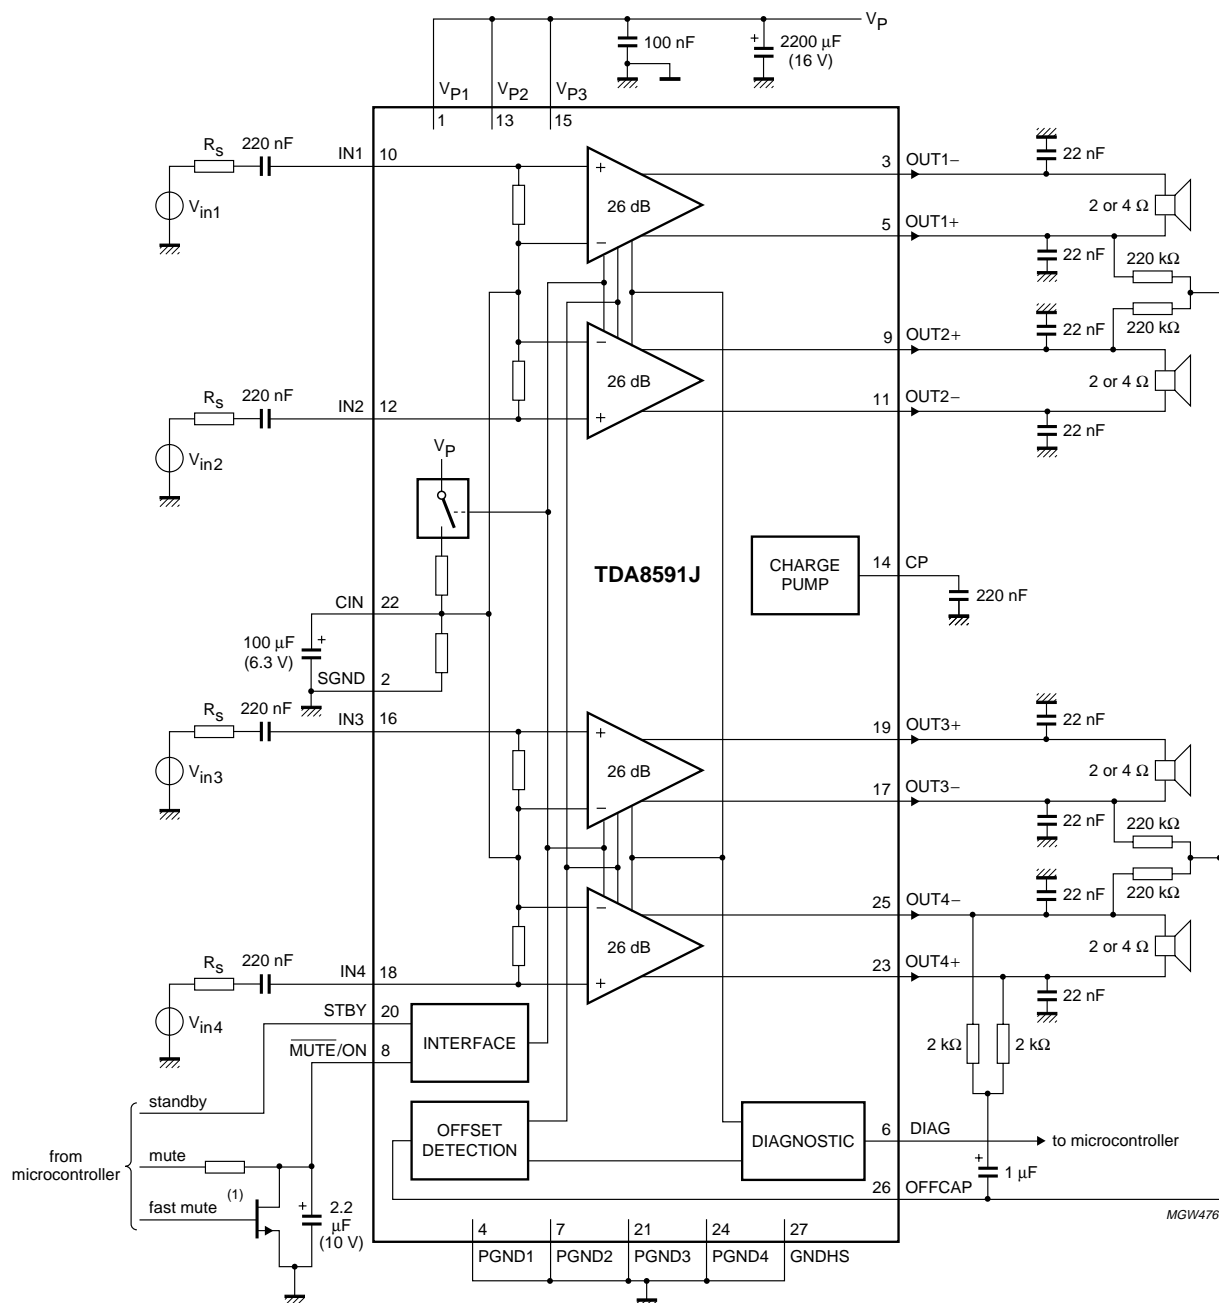 V_P
100 nF
2200 μF
(16 V)
V_P1
V_P2
V_P3
1
13
15
R_S
220 nF
IN1
10
V_in1
26 dB
3
OUT1−
22 nF
2 or 4 Ω
5
OUT1+
22 nF
220 kΩ
220 kΩ
26 dB
9
OUT2+
22 nF
2 or 4 Ω
11
OUT2−
22 nF
R_S
220 nF
IN2
12
V_in2
V_P
TDA8591J
CHARGE
PUMP
14
CP
220 nF
CIN
22
100 μF
(6.3 V)
SGND
2
R_S
220 nF
IN3
16
V_in3
26 dB
19
OUT3+
22 nF
2 or 4 Ω
17
OUT3−
22 nF
220 kΩ
220 kΩ
26 dB
25
OUT4−
22 nF
2 or 4 Ω
23
OUT4+
22 nF
R_S
220 nF
IN4
18
V_in4
2 kΩ
2 kΩ
STBY
20
INTERFACE
MUTE/ON
8
standby
from
microcontroller
mute
fast mute
(1)
2.2
μF
(10 V)
OFFSET
DETECTION
DIAGNOSTIC
6
DIAG
to microcontroller
1 μF
26
OFFCAP
MGW476
4
7
21
24
27
PGND1
PGND2
PGND3
PGND4
GNDHS
+
−
−
+
+
−
−
+
+
+
+
+